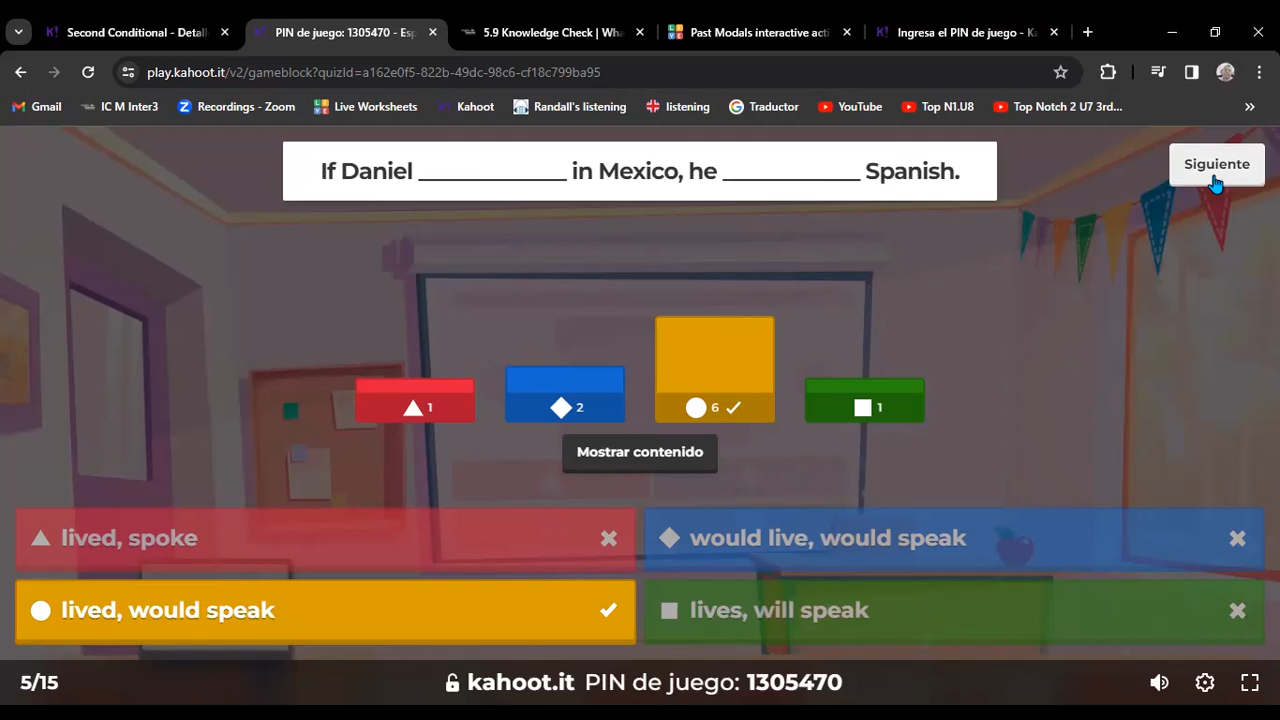 Second Conditional - Detall
PIN de juego: 1305470 - Esp
5.9 Knowledge Check | Wha
Past Modals interactive acti
Ingresa el PIN de juego - Ka
play.kahoot.it/v2/gameblock?quizId=a162e0f5-822b-49dc-98c6-cf18c799ba95
Gmail
IC M Inter3
Recordings - Zoom
Live Worksheets
Kahoot
Randall's listening
listening
Traductor
YouTube
Top N1.U8
Top Notch 2 U7 3rd...
If Daniel ____________ in Mexico, he ____________ Spanish.
Siguiente
1
2
6
1
Mostrar contenido
lived, spoke
would live, would speak
lived, would speak
lives, will speak
5/15
kahoot.it PIN de juego: 1305470